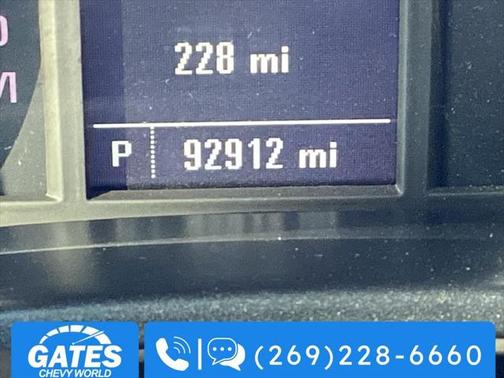 228 mi
P 92912 mi
GATES
CHEVY WORLD
(269)228-6660